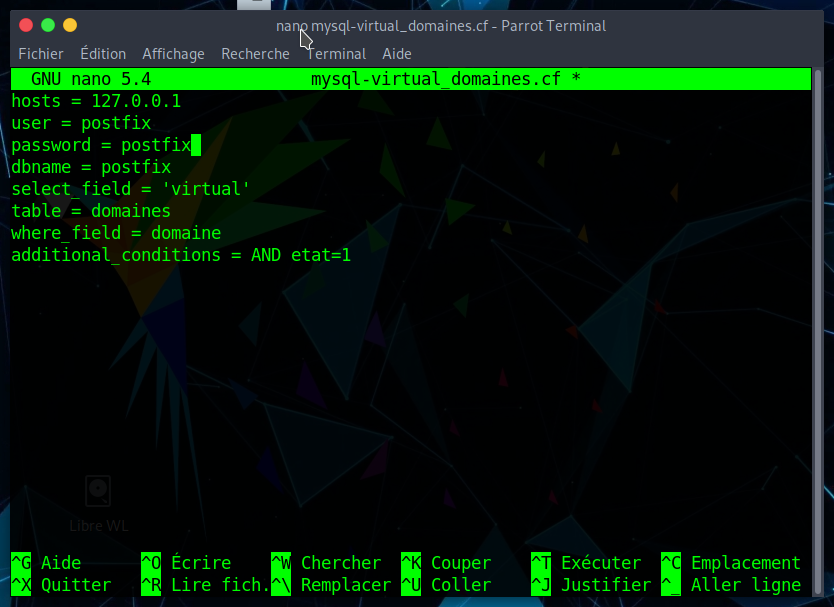 nano mysql-virtual_domaines.cf - Parrot Terminal
Fichier Édition Affichage Recherche Terminal Aide
GNU nano 5.4 mysql-virtual_domaines.cf *
hosts = 127.0.0.1
user = postfix
password = postfix
dbname = postfix
select_field = 'virtual'
table = domaines
where_field = domaine
additional_conditions = AND etat=1
Libre WL
^G Aide ^O Écrire ^W Chercher ^K Couper ^T Exécuter ^C Emplacement
^X Quitter ^R Lire fich. ^\ Remplacer ^U Coller ^J Justifier ^_ Aller ligne